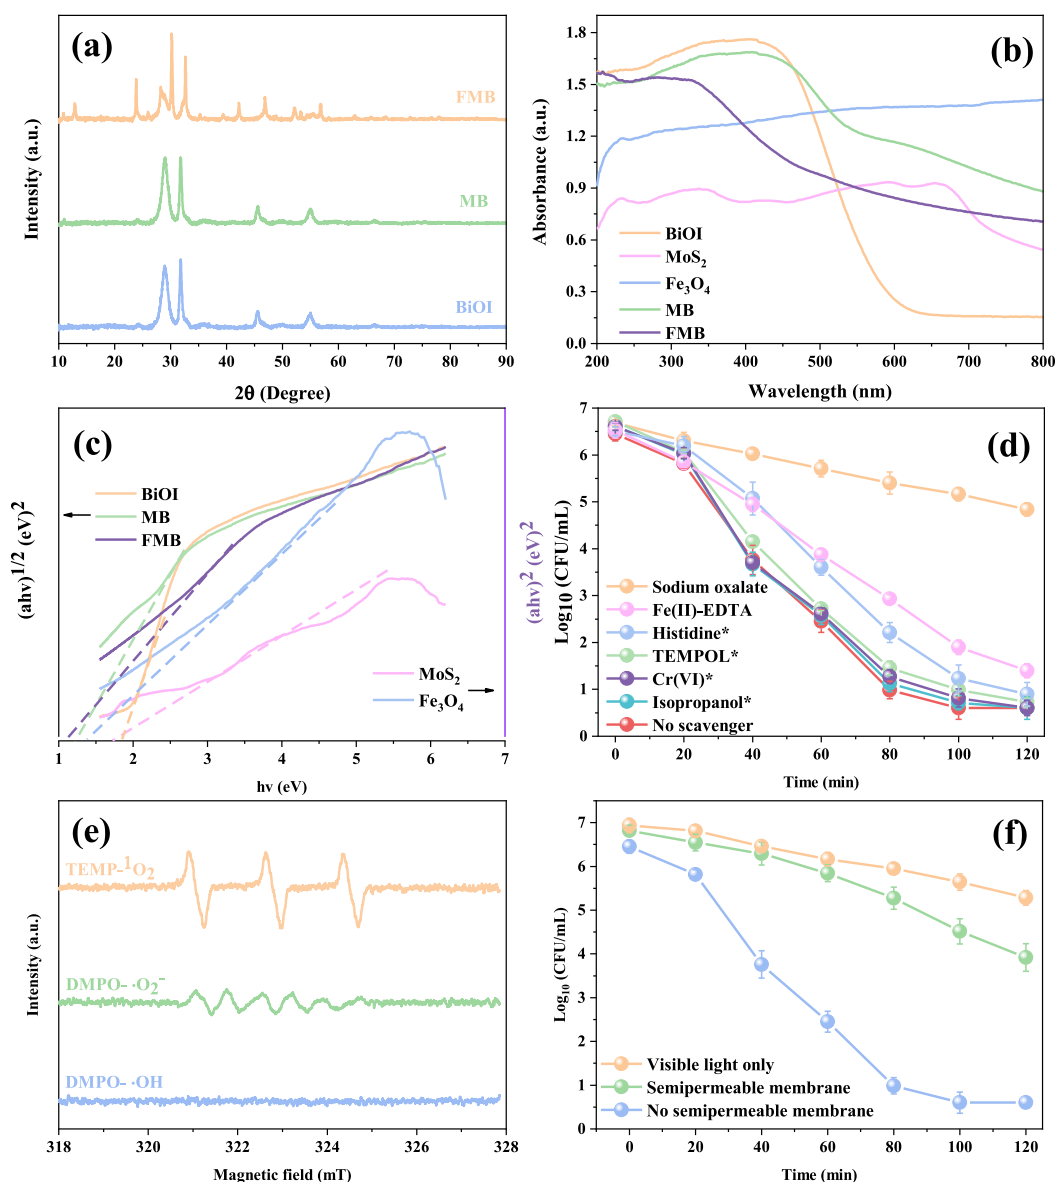 (a)
FMB
MB
BiOI
Intensity (a.u.)
10 20 30 40 50 60 70 80 90
2θ (Degree)
(b)
1.8
1.5
1.2
0.9
0.6
0.3
0.0
Absorbance (a.u.)
BiOI
MoS₂
Fe₃O₄
MB
FMB
200 300 400 500 600 700 800
Wavelength (nm)
(c)
(ahv)¹/² (eV)²
BiOI
MB
FMB
MoS₂
Fe₃O₄
(ahv)² (eV)²
1 2 3 4 5 6 7
hv (eV)
(d)
7
6
5
4
3
2
1
0
Log10 (CFU/mL)
Sodium oxalate
Fe(II)-EDTA
Histidine*
TEMPOL*
Cr(VI)*
Isopropanol*
No scavenger
0 20 40 60 80 100 120
Time (min)
(e)
TEMP-¹O₂
DMPO- ·O₂⁻
DMPO- ·OH
Intensity (a.u.)
318 320 322 324 326 328
Magnetic field (mT)
(f)
7
6
5
4
3
2
1
0
Log₁₀ (CFU/mL)
Visible light only
Semipermeable membrane
No semipermeable membrane
0 20 40 60 80 100 120
Time (min)